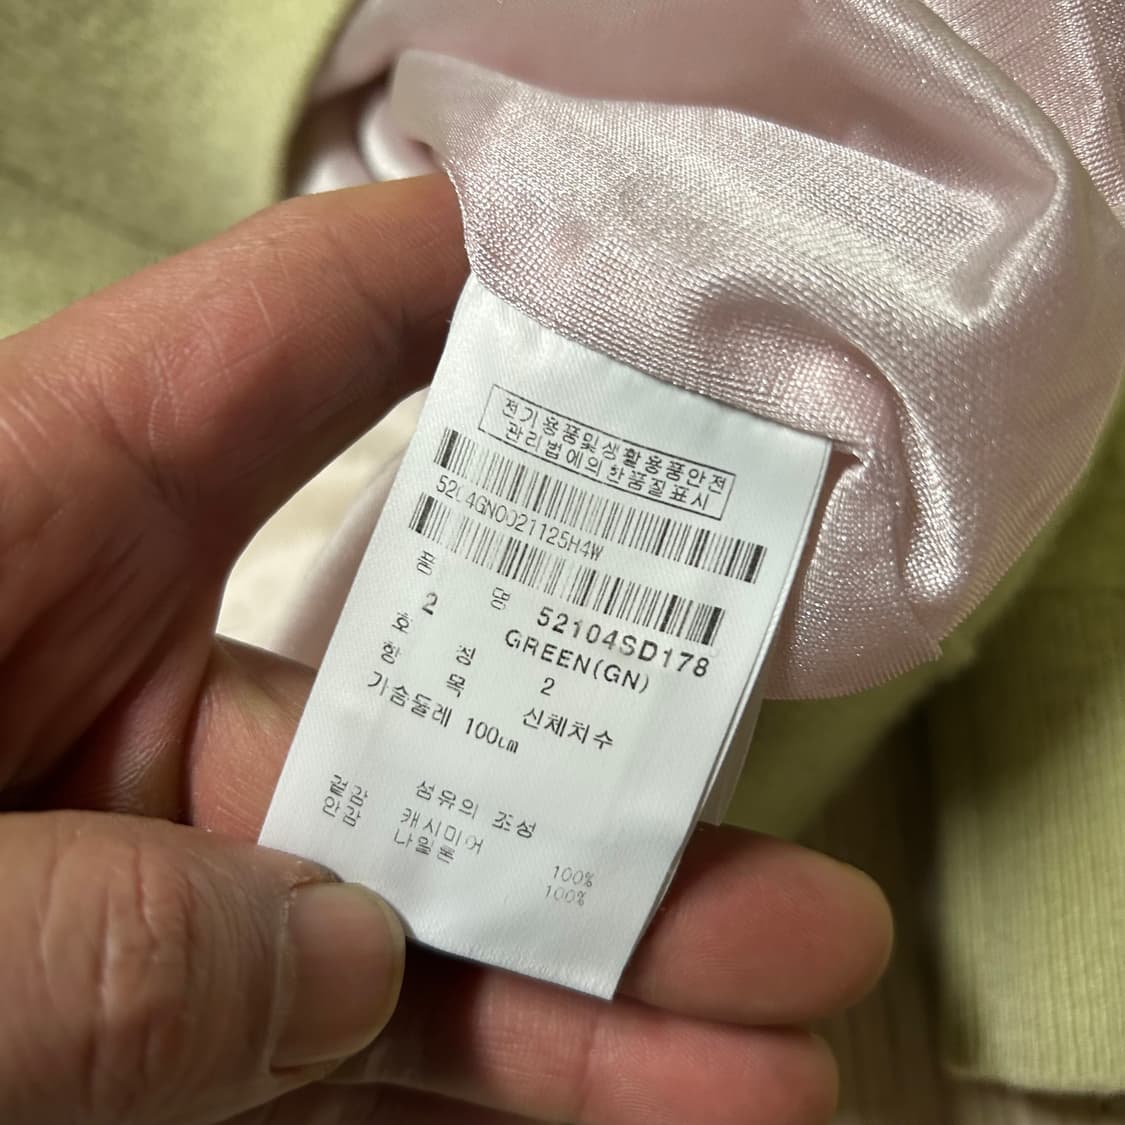 전기용품및생활용품안전
관리법에의한품질표시
4GN0021125H4W
품 명 52104SD178
2 GREEN(GN)
호 칭 2
항 목 신체치수
가슴둘레 100cm
섬유의 조성
겉감 캐시미어 100%
안감 나일론 100%